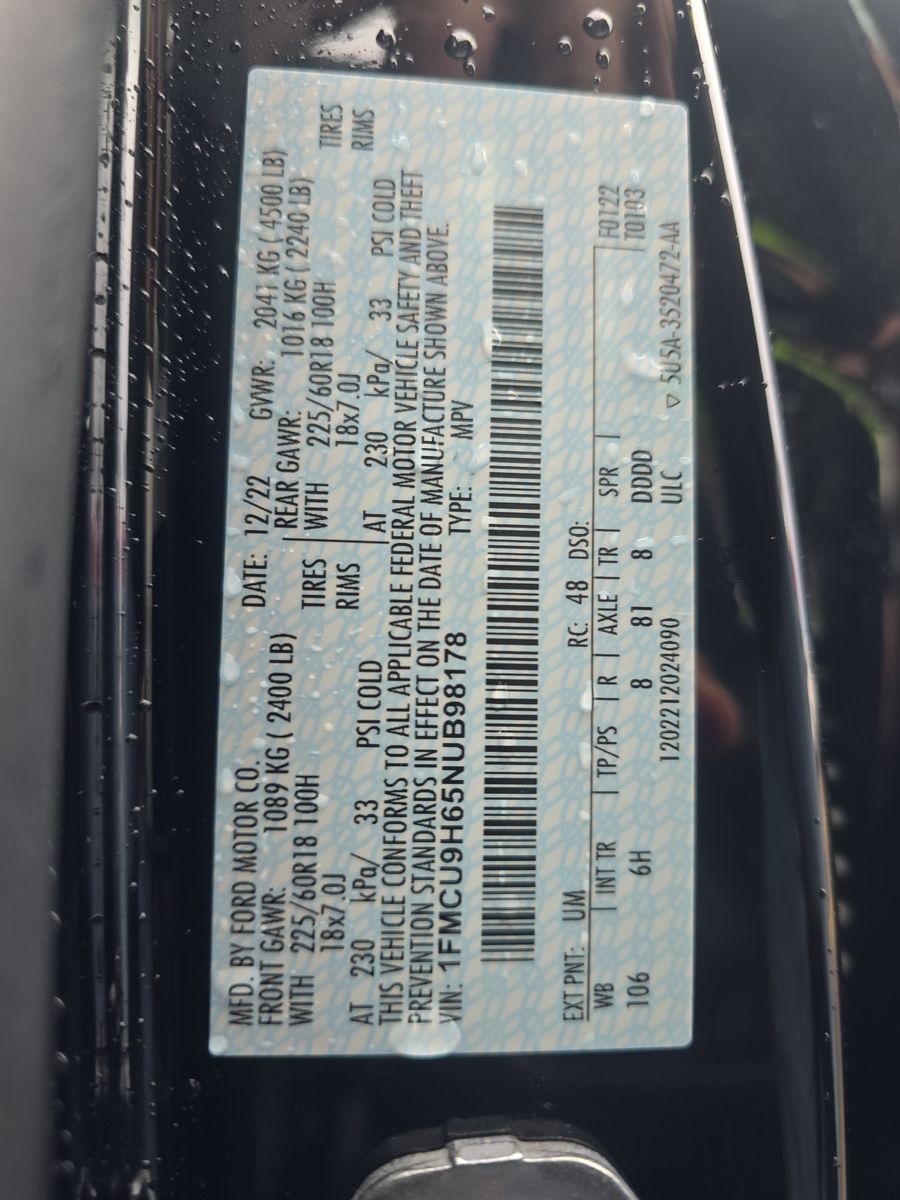 MFD. BY FORD MOTOR CO. DATE: 12/22 GVWR: 2041 KG ( 4500 LB)
FRONT GAWR: 1089 KG ( 2400 LB) REAR GAWR: 1016 KG ( 2240 LB)
WITH 225/60R18 100H TIRES WITH 225/60R18 100H TIRES
18x7.0J RIMS 18x7.0J RIMS
AT 230 kPa/ 33 PSI COLD AT 230 kPa/ 33 PSI COLD
THIS VEHICLE CONFORMS TO ALL APPLICABLE FEDERAL MOTOR VEHICLE SAFETY AND THEFT
PREVENTION STANDARDS IN EFFECT ON THE DATE OF MANUFACTURE SHOWN ABOVE.
VIN: 1FMCU9H65NUB98178 TYPE: MPV
EXT PNT: UM RC: 48 DSO:
WB INT TR TP/PS R AXLE TR SPR F0122
106 6H 8 81 8 DDDD T0103
1202212024090 ULC ▽ 5U5A-3520472-AA